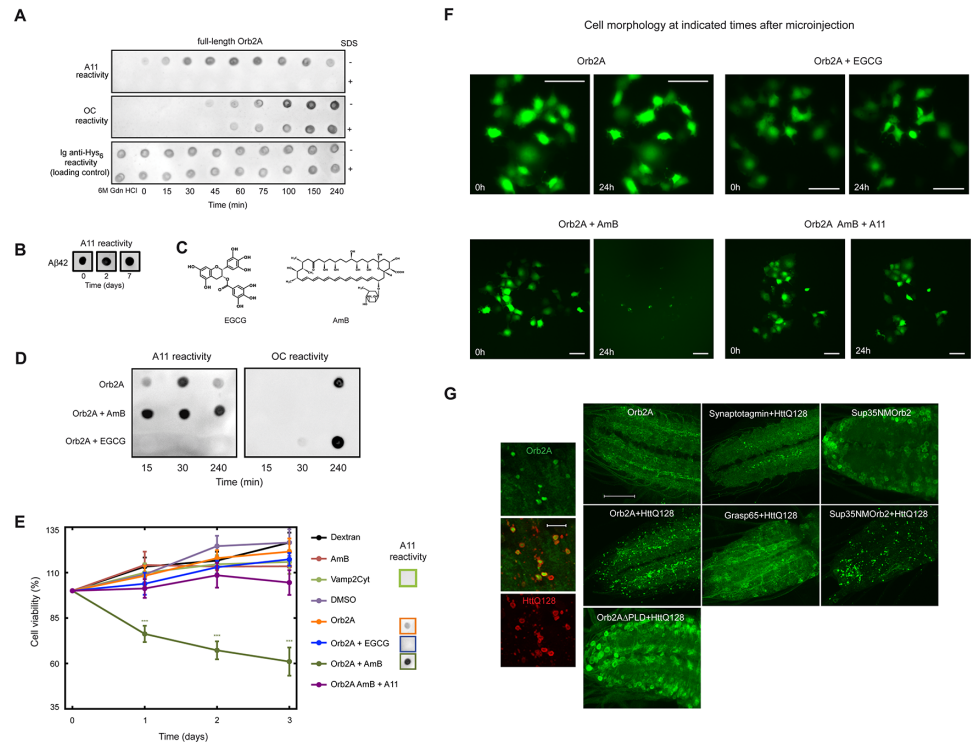 A
full-length Orb2A
SDS
A11
reactivity
-
+
OC
reactivity
-
+
Ig anti-Hys6
reactivity
(loading control)
-
+
6M Gdn HCl 0 15 30 45 60 75 100 150 240
Time (min)
B
A11 reactivity
Aβ42
0 2 7
Time (days)
C
EGCG
AmB
D
A11 reactivity
OC reactivity
Orb2A
Orb2A + AmB
Orb2A + EGCG
15 30 240 15 30 240
Time (min)
E
Cell viability (%)
135
110
85
60
35
0 1 2 3
Time (days)
***
***
***
Dextran
AmB
Vamp2Cyt
DMSO
Orb2A
Orb2A + EGCG
Orb2A + AmB
Orb2A AmB + A11
A11
reactivity
F
Cell morphology at indicated times after microinjection
Orb2A
Orb2A + EGCG
0h
24h
0h
24h
Orb2A + AmB
Orb2A AmB + A11
0h
24h
0h
24h
G
Orb2A
HttQ128
Orb2A
Synaptotagmin+HttQ128
Sup35NMOrb2
Orb2A+HttQ128
Grasp65+HttQ128
Sup35NMOrb2+HttQ128
Orb2AΔPLD+HttQ128